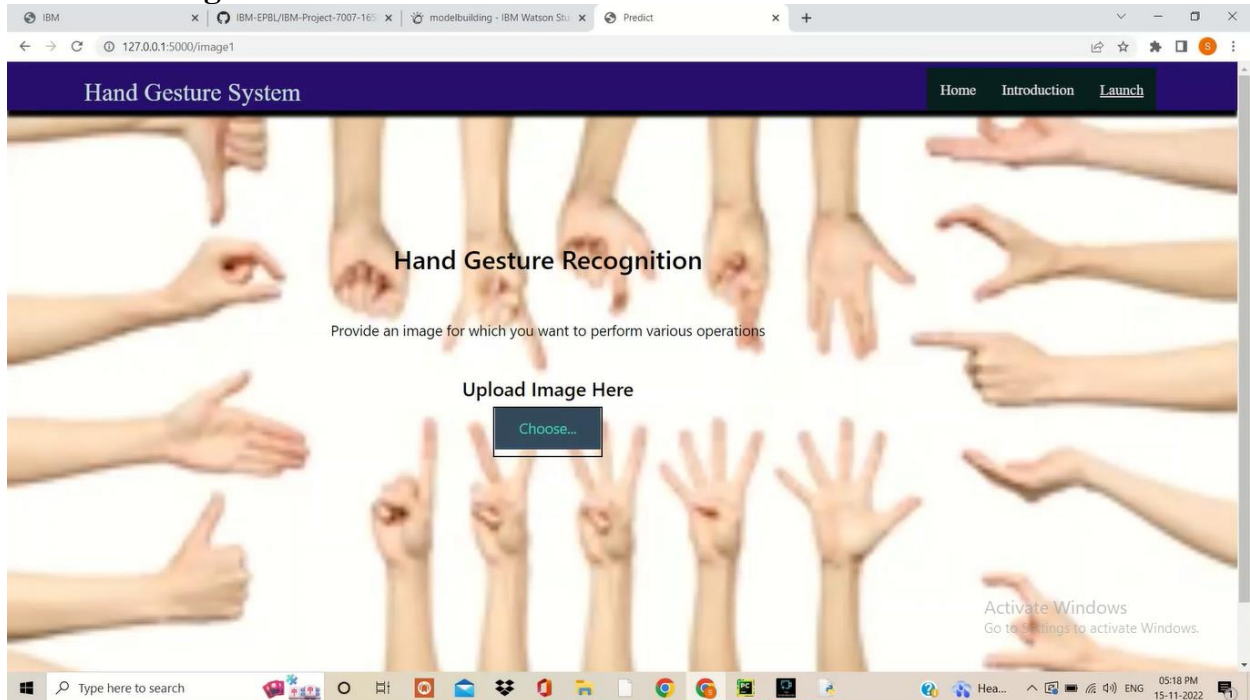 IBM
IBM-EPBL/IBM-Project-7007-165
modelbuilding - IBM Watson Stu
Predict
127.0.0.1:5000/image1
S
Hand Gesture System
Home Introduction Launch
Hand Gesture Recognition
Provide an image for which you want to perform various operations
Upload Image Here
Choose...
Activate Windows
Go to Settings to activate Windows.
Type here to search
Hea...
ENG
05:18 PM
15-11-2022